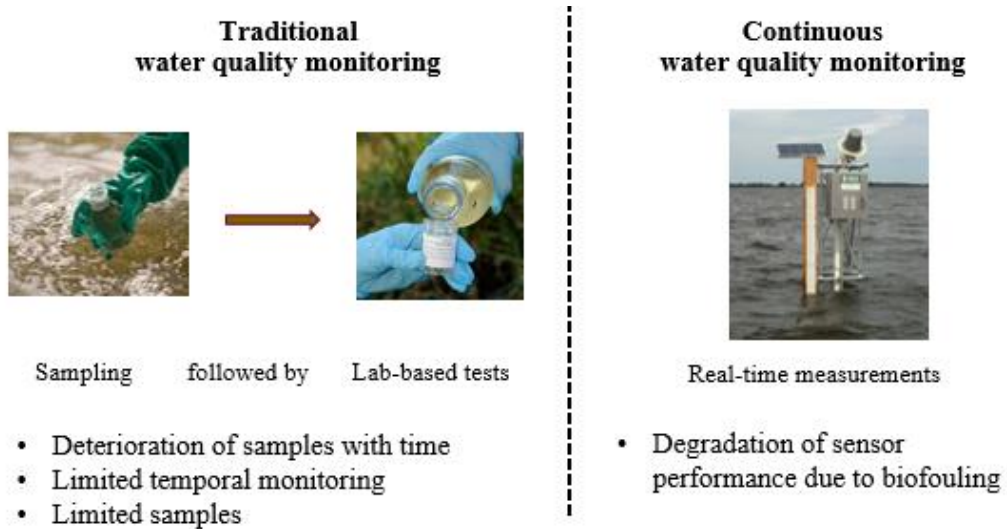 Traditional
water quality monitoring
Sampling followed by Lab-based tests
• Deterioration of samples with time
• Limited temporal monitoring
• Limited samples
Continuous
water quality monitoring
Real-time measurements
• Degradation of sensor
performance due to biofouling